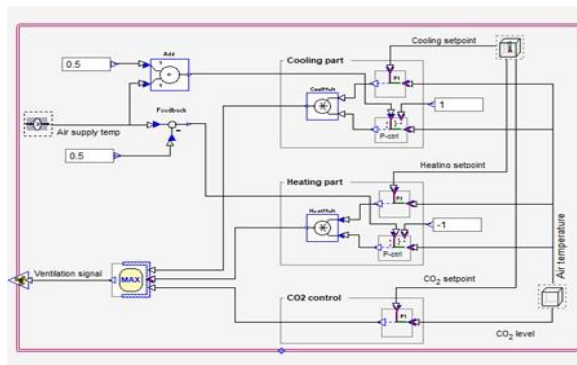 Cooling setpoint
0.5
Add
Cooling part
PI
CoolMult
1
Feedback
Air supply temp
P-ctrl
0.5
Heating setpoint
Heating part
PI
HeatMult
-1
P-ctrl
Air temperature
Ventilation signal
MAX
CO2 setpoint
CO2 control
PI
CO2 level